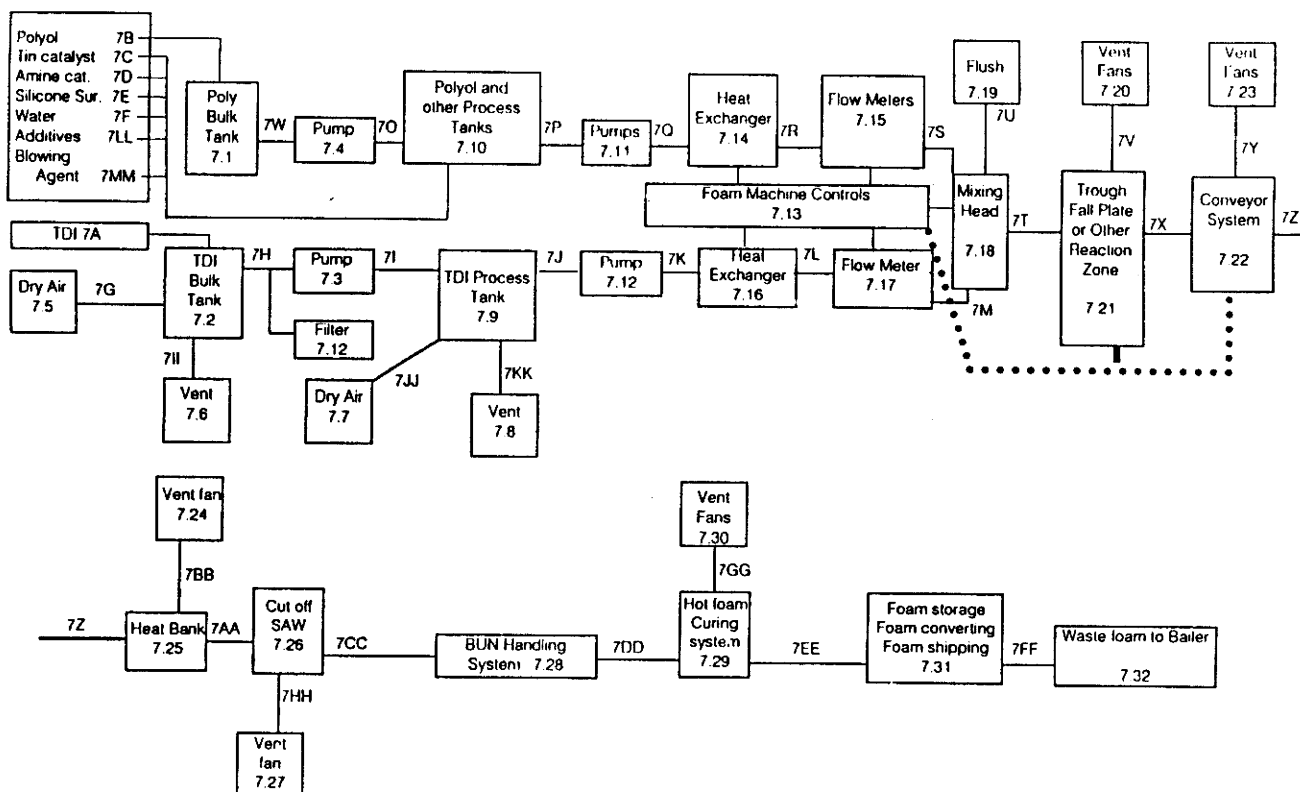 Polyol 7B
Tin catalyst 7C
Amine cat. 7D
Silicone Sur. 7E
Water 7F
Additives 7LL
Blowing
Agent 7MM
Poly
Bulk
Tank
7.1
7W
Pump
7.4
7O
Polyol and
other Process
Tanks
7.10
7P
Pumps
7.11
7Q
Heat
Exchanger
7.14
7R
Flow Meters
7.15
7S
Flush
7.19
7U
Vent
Fans
7.20
7V
Vent
Fans
7.23
7Y
Foam Machine Controls
7.13
Mixing
Head
7.18
7T
Trough
Fall Plate
or Other
Reaction
Zone
7.21
7X
Conveyor
System
7.22
7Z
TDI 7A
Dry Air
7.5
7G
TDI
Bulk
Tank
7.2
7H
Pump
7.3
7I
Filter
7.12
TDI Process
Tank
7.9
7J
Pump
7.12
7K
Heat
Exchanger
7.16
7L
Flow Meter
7.17
7M
7II
Vent
7.6
Dry Air
7.7
7JJ
7KK
Vent
7.8
Vent fan
7.24
7BB
7Z
Heat Bank
7.25
7AA
Cut off
SAW
7.26
7CC
7HH
Vent
fan
7.27
BUN Handling
System 7.28
7DD
Vent
Fans
7.30
7GG
Hot foam
Curing
system
7.29
7EE
Foam storage
Foam converting
Foam shipping
7.31
7FF
Waste foam to Bailer
7.32